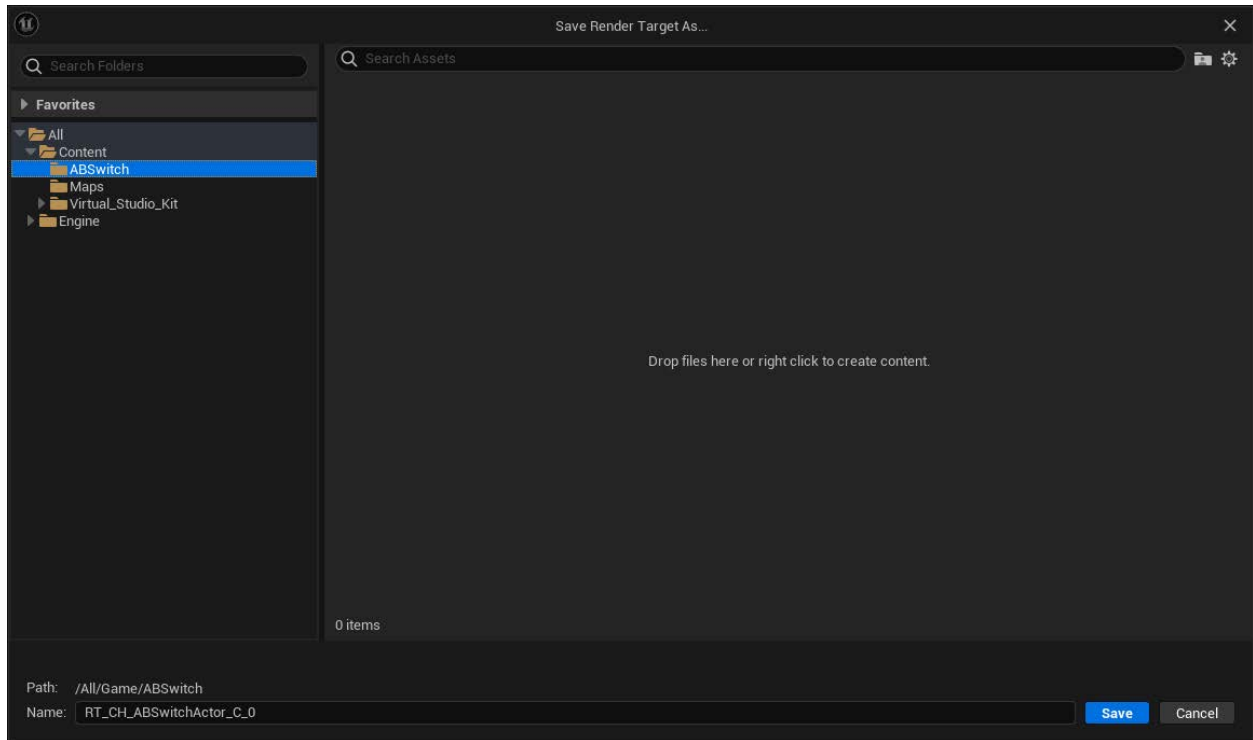 Save Render Target As...
Search Folders
Search Assets
Favorites
All
Content
ABSwitch
Maps
Virtual_Studio_Kit
Engine
Drop files here or right click to create content.
0 items
Path: /All/Game/ABSwitch
Name: RT_CH_ABSwitchActor_C_0
Save Cancel